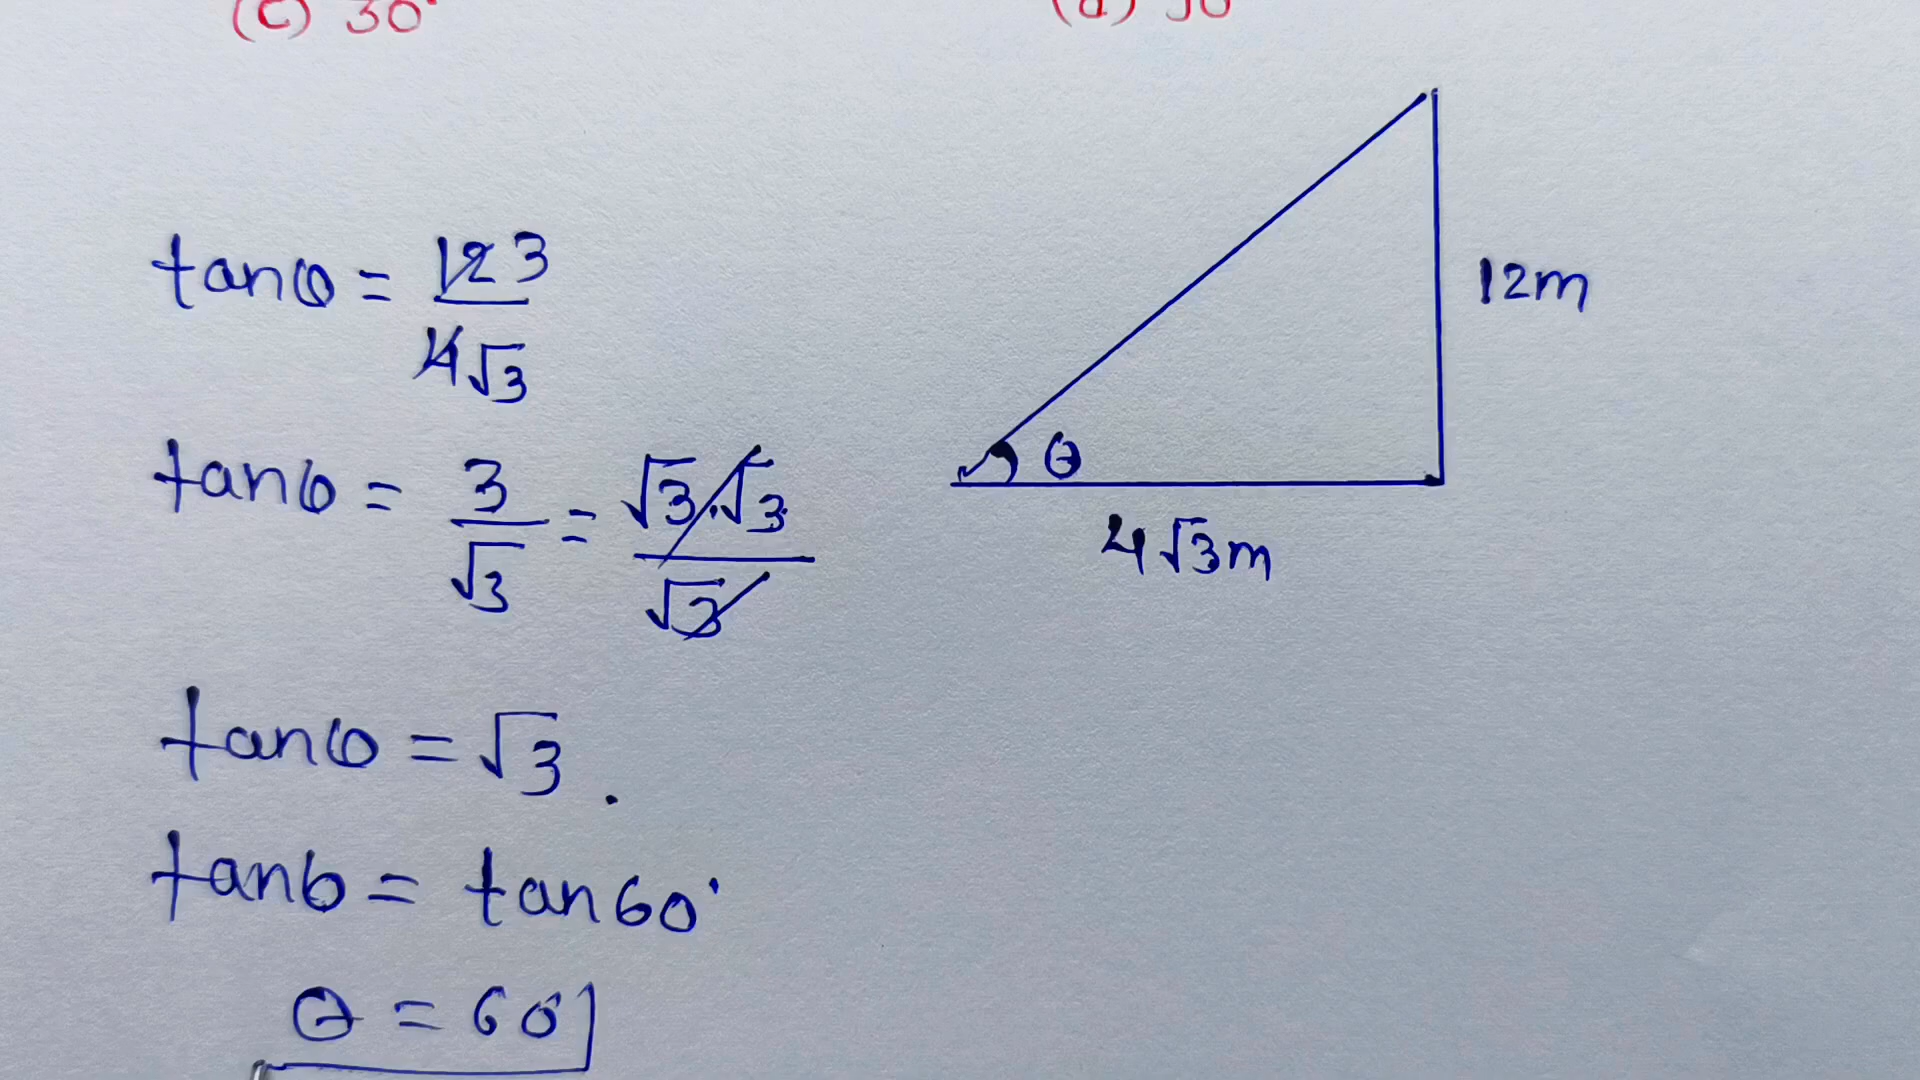 (c) 30°
(d) 90°
tanθ = 12 3
4√3
tanθ = 3/√3 = √3.√3/√3
tanθ = √3.
tanθ = tan60°
θ = 60°
12m
θ
4√3m